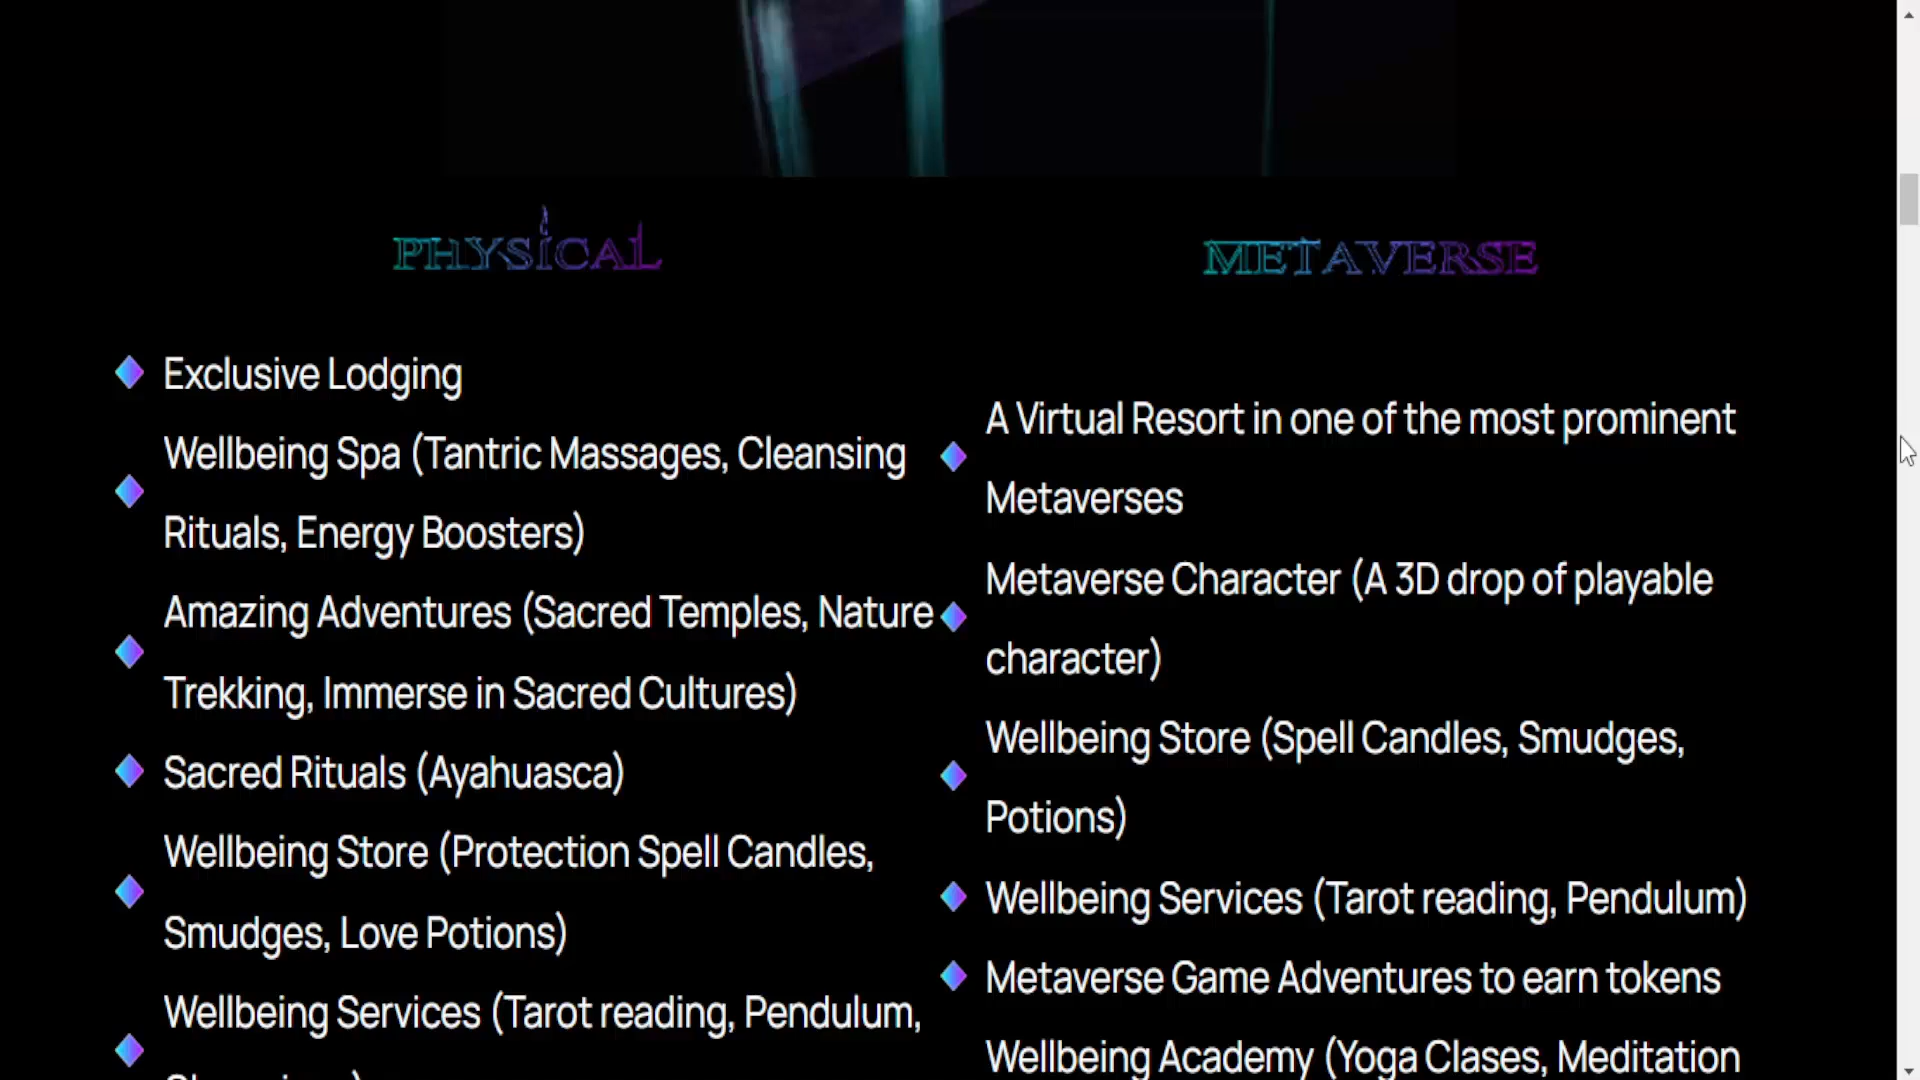 PHYSICAL
Exclusive Lodging
Wellbeing Spa (Tantric Massages, Cleansing
Rituals, Energy Boosters)
Amazing Adventures (Sacred Temples, Nature
Trekking, Immerse in Sacred Cultures)
Sacred Rituals (Ayahuasca)
Wellbeing Store (Protection Spell Candles,
Smudges, Love Potions)
Wellbeing Services (Tarot reading, Pendulum,
METAVERSE
A Virtual Resort in one of the most prominent
Metaverses
Metaverse Character (A 3D drop of playable
character)
Wellbeing Store (Spell Candles, Smudges,
Potions)
Wellbeing Services (Tarot reading, Pendulum)
Metaverse Game Adventures to earn tokens
Wellbeing Academy (Yoga Clases, Meditation